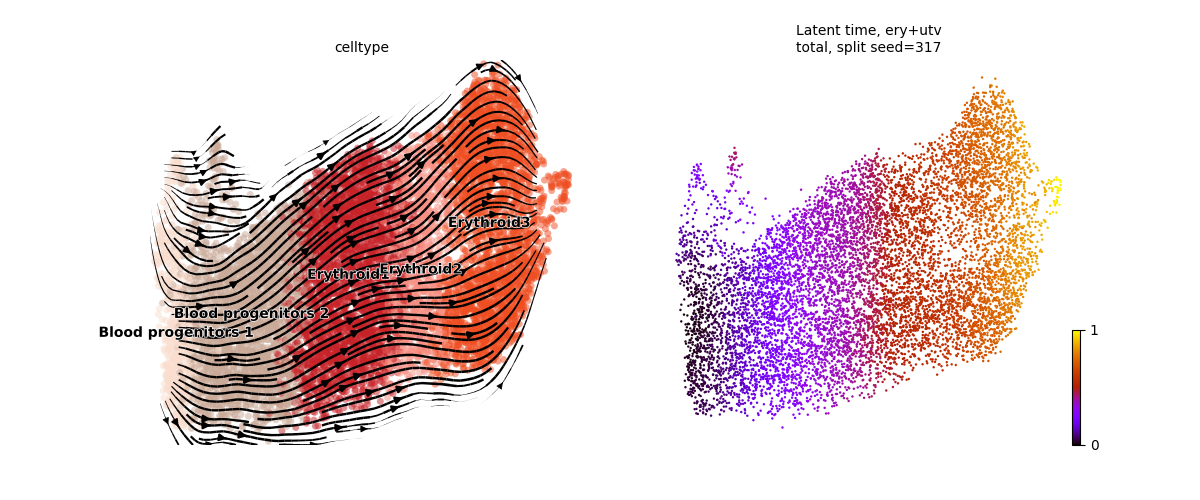 celltype
Latent time, ery+utv
total, split seed=317
Erythroid3
Erythroid1
Erythroid2
Blood progenitors 2
Blood progenitors 1
1
0